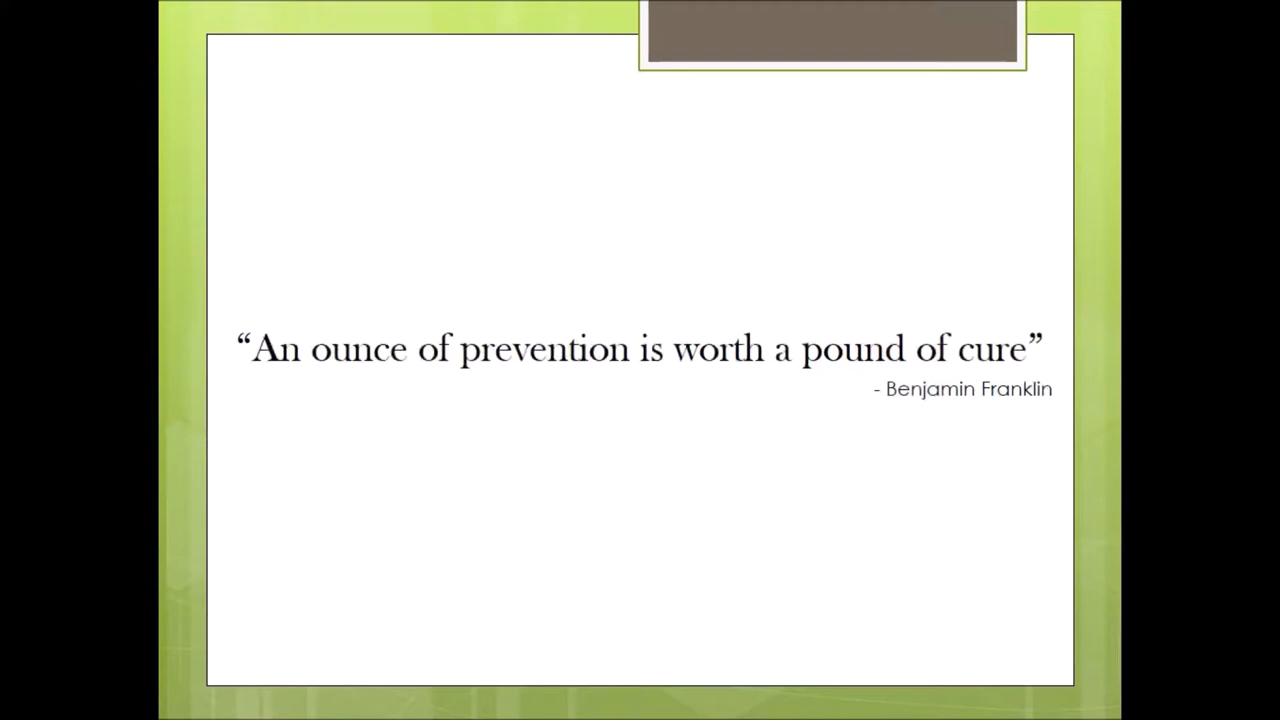 “An ounce of prevention is worth a pound of cure”
- Benjamin Franklin